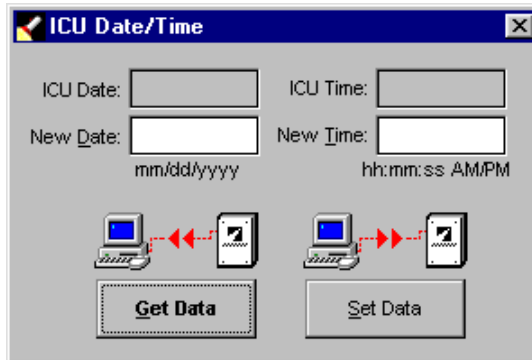 ICU Date/Time
ICU Date: ICU Time:
New Date: New Time:
mm/dd/yyyy hh:mm:ss AM/PM
Get Data Set Data